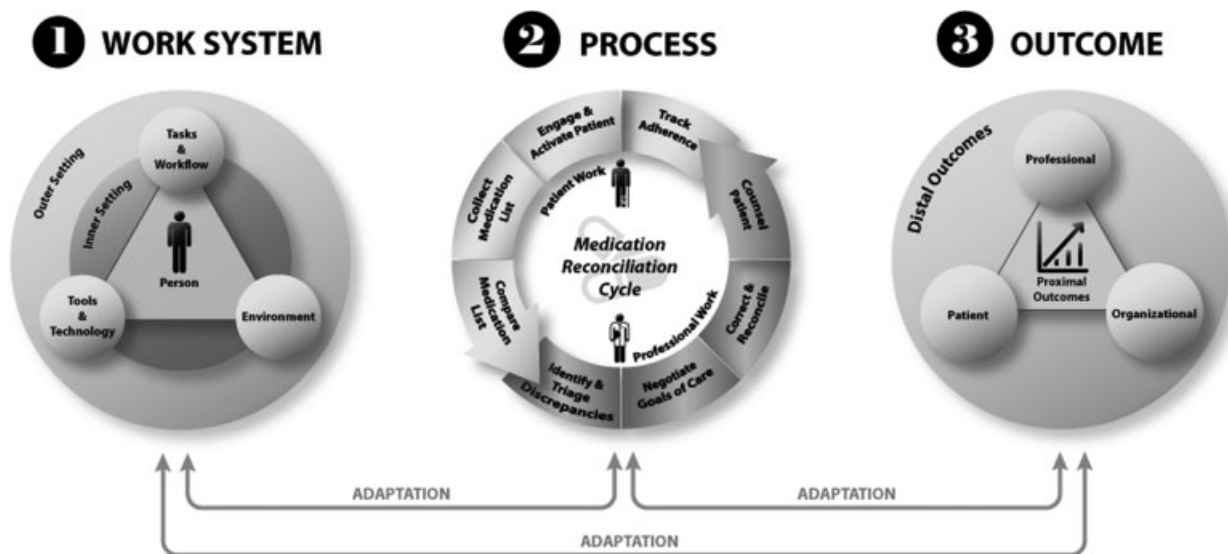 1 WORK SYSTEM
Outer Setting
Inner Setting
Tasks
&
Workflow
Person
Tools
&
Technology
Environment
2 PROCESS
Engage &
Activate Patient
Track
Adherence
Counsel
Patient
Correct &
Reconcile
Negotiate
Goals of Care
Identify &
Triage
Discrepancies
Compare
Medication
List
Collect
Medication
List
Patient Work
Medication
Reconciliation
Cycle
Professional Work
3 OUTCOME
Distal Outcomes
Professional
Proximal
Outcomes
Patient
Organizational
ADAPTATION
ADAPTATION
ADAPTATION